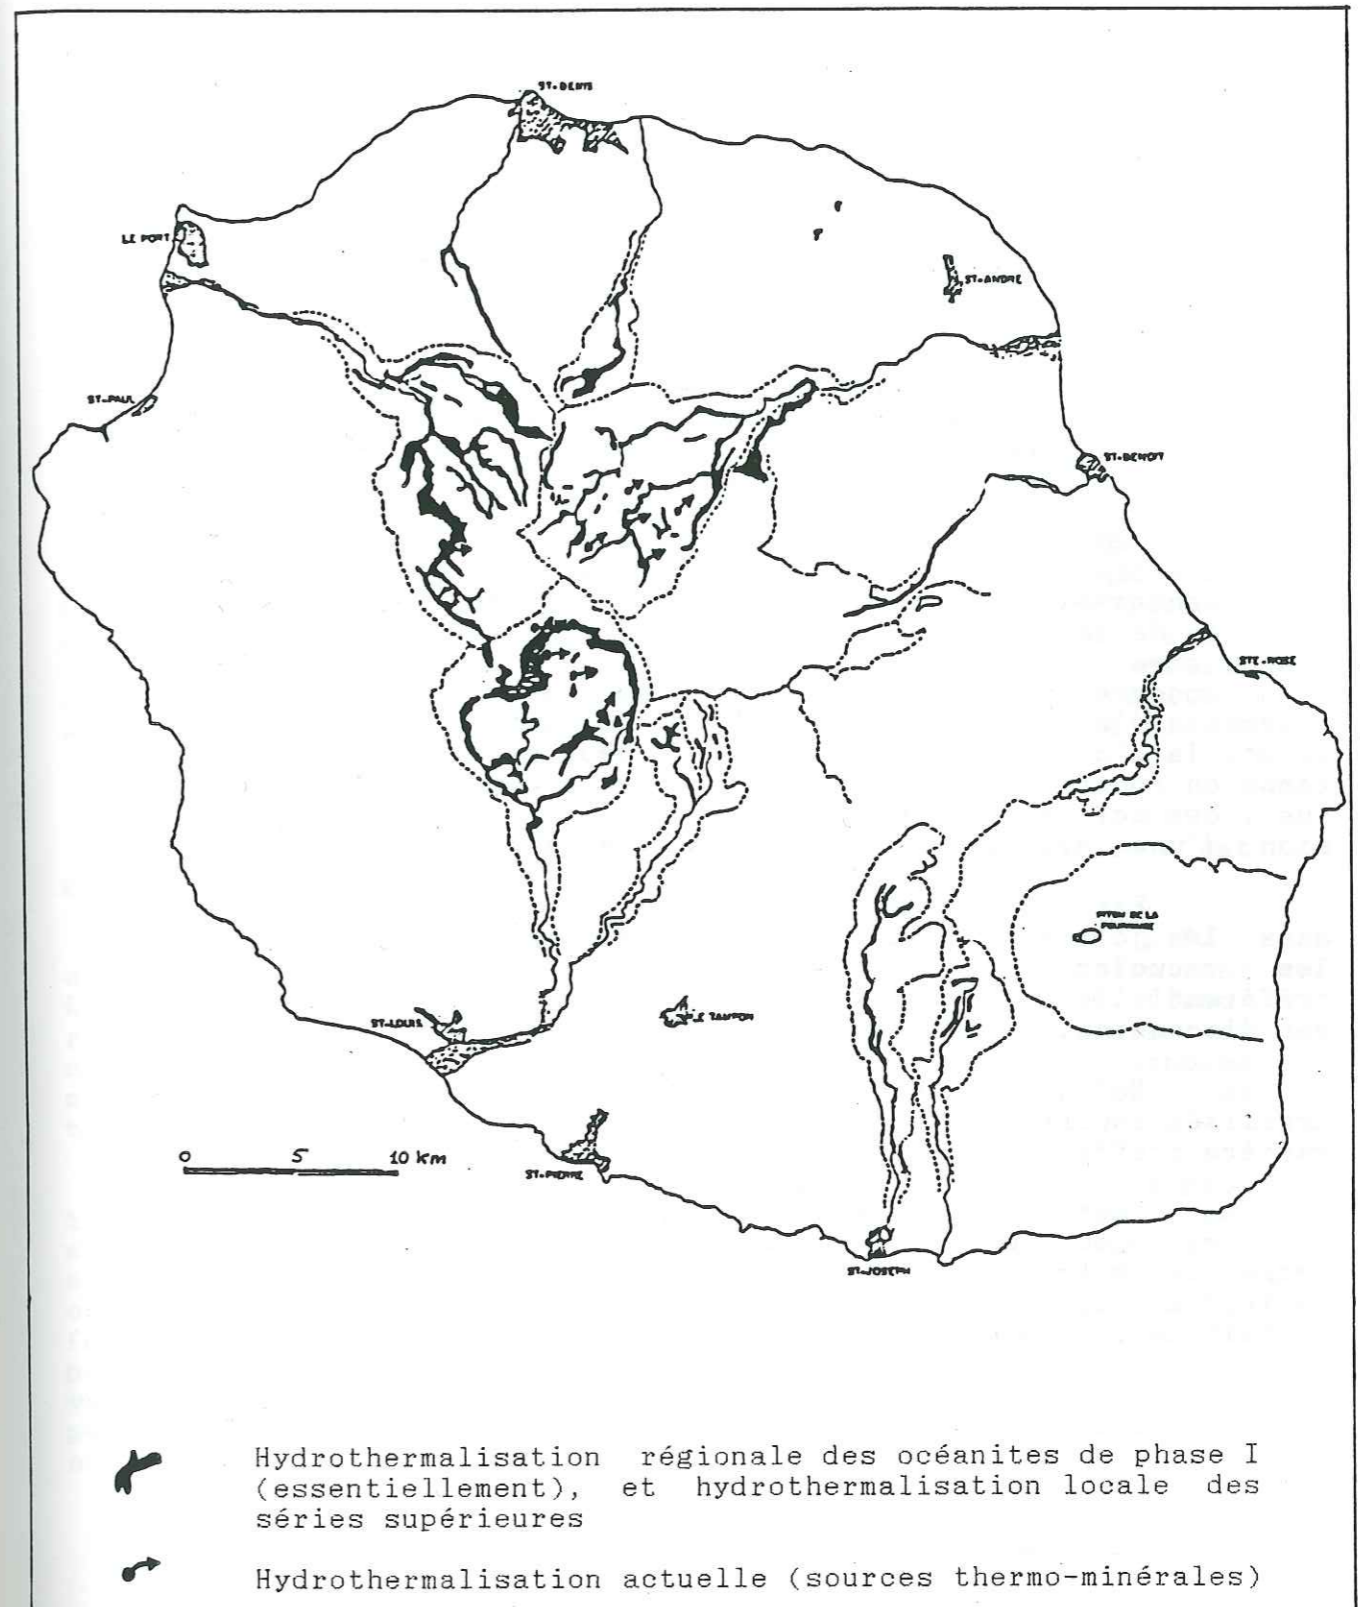 ST-DENIS
LE PORT
ST-ANDRE
ST-PAUL
ST-BENOIT
STE-ROSE
PITON DE LA
FOURNAISE
ST-LOUIS
LE TAMPON
0 5 10 km
ST-PIERRE
ST-JOSEPH
Hydrothermalisation régionale des océanites de phase I
(essentiellement), et hydrothermalisation locale des
séries supérieures
Hydrothermalisation actuelle (sources thermo-minérales)